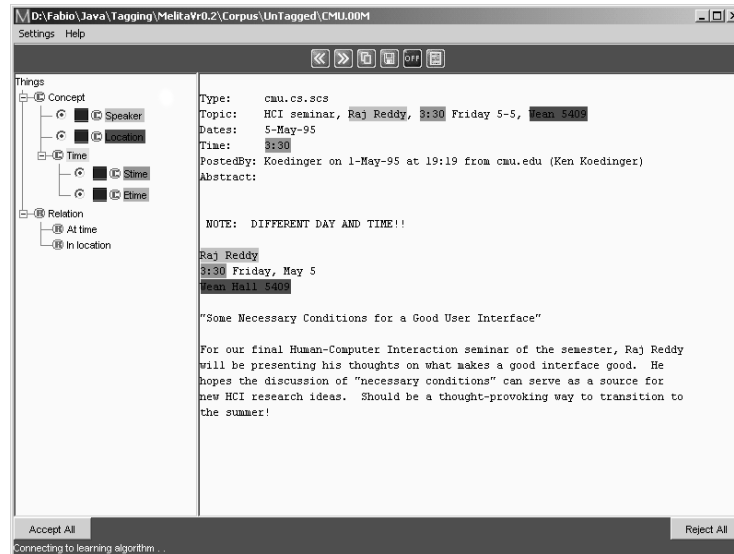 D:\Fabio\Java\Tagging\Melita\Vr0.2\Corpus\UnTagged\CMU.00M
Settings Help
OFF
Things
Concept
Speaker
Location
Time
Stime
Etime
Relation
At time
In location
Type: cmu.cs.scs
Topic: HCI seminar, Raj Reddy, 3:30 Friday 5-5, Wean 5409
Dates: 5-May-95
Time: 3:30
PostedBy: Koedinger on 1-May-95 at 19:19 from cmu.edu (Ken Koedinger)
Abstract:
NOTE: DIFFERENT DAY AND TIME!!
Raj Reddy
3:30 Friday, May 5
Wean Hall 5409
"Some Necessary Conditions for a Good User Interface"
For our final Human-Computer Interaction seminar of the semester, Raj Reddy
will be presenting his thoughts on what makes a good interface good. He
hopes the discussion of "necessary conditions" can serve as a source for
new HCI research ideas. Should be a thought-provoking way to transition to
the summer!
Accept All
Reject All
Connecting to learning algorithm . .